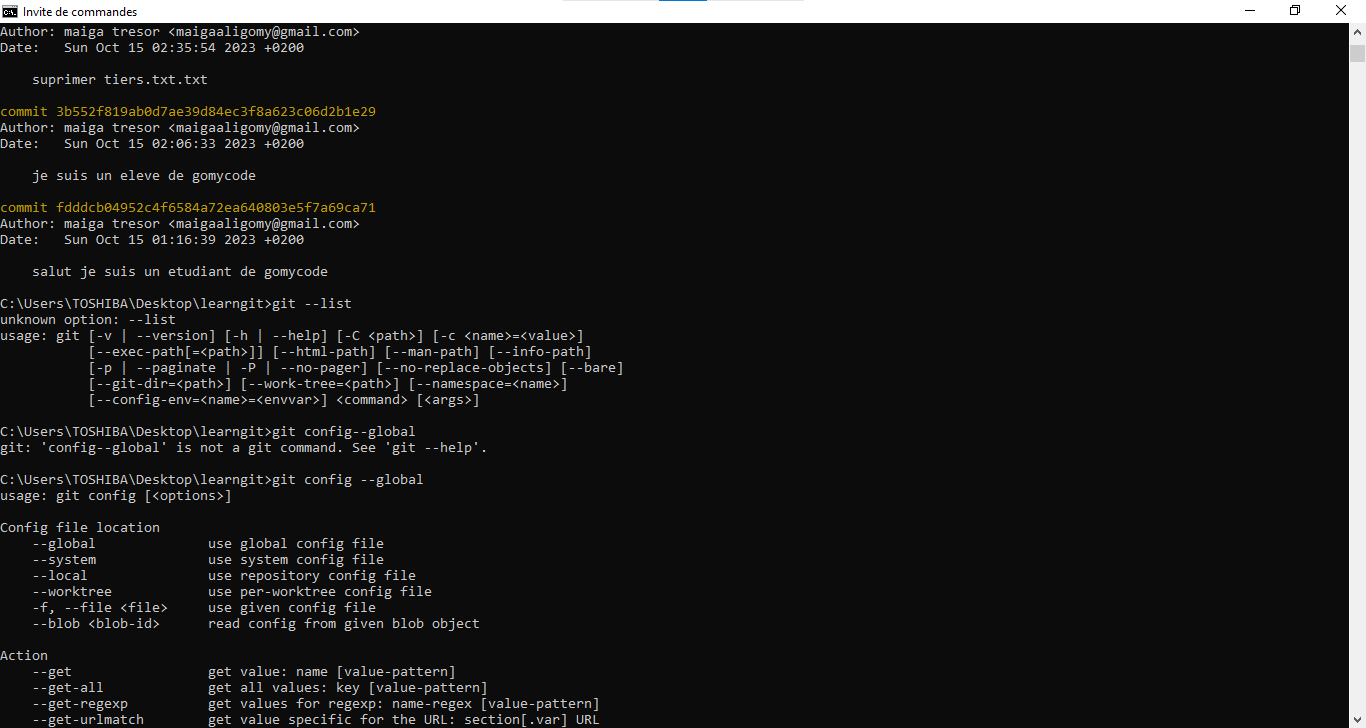 Invite de commandes
Author: maiga tresor <maigaaligomy@gmail.com>
Date:   Sun Oct 15 02:35:54 2023 +0200
    suprimer tiers.txt.txt
commit 3b552f819ab0d7ae39d84ec3f8a623c06d2b1e29
Author: maiga tresor <maigaaligomy@gmail.com>
Date:   Sun Oct 15 02:06:33 2023 +0200
    je suis un eleve de gomycode
commit fdddcb04952c4f6584a72ea640803e5f7a69ca71
Author: maiga tresor <maigaaligomy@gmail.com>
Date:   Sun Oct 15 01:16:39 2023 +0200
    salut je suis un etudiant de gomycode
C:\Users\TOSHIBA\Desktop\learngit>git --list
unknown option: --list
usage: git [-v | --version] [-h | --help] [-C <path>] [-c <name>=<value>]
           [--exec-path[=<path>]] [--html-path] [--man-path] [--info-path]
           [-p | --paginate | -P | --no-pager] [--no-replace-objects] [--bare]
           [--git-dir=<path>] [--work-tree=<path>] [--namespace=<name>]
           [--config-env=<name>=<envvar>] <command> [<args>]
C:\Users\TOSHIBA\Desktop\learngit>git config--global
git: 'config--global' is not a git command. See 'git --help'.
C:\Users\TOSHIBA\Desktop\learngit>git config --global
usage: git config [<options>]
Config file location
    --global              use global config file
    --system              use system config file
    --local               use repository config file
    --worktree            use per-worktree config file
    -f, --file <file>     use given config file
    --blob <blob-id>      read config from given blob object
Action
    --get                 get value: name [value-pattern]
    --get-all             get all values: key [value-pattern]
    --get-regexp          get values for regexp: name-regex [value-pattern]
    --get-urlmatch        get value specific for the URL: section[.var] URL